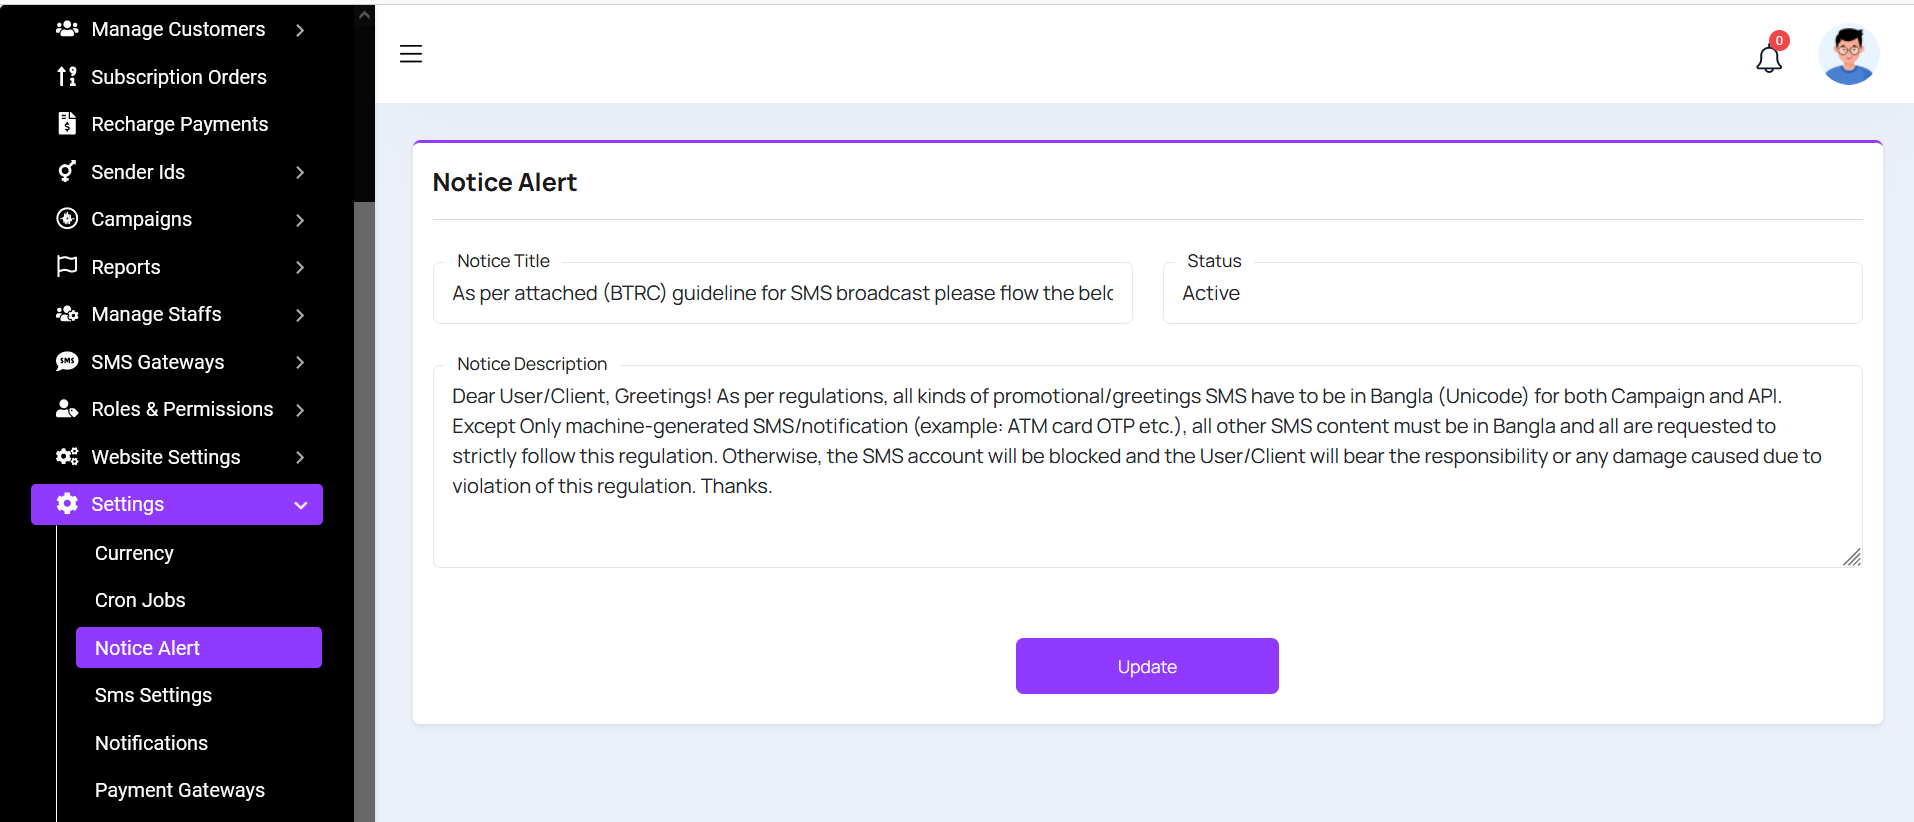 Manage Customers
Subscription Orders
Recharge Payments
Sender Ids
Campaigns
Reports
Manage Staffs
SMS Gateways
Roles & Permissions
Website Settings
Settings
Currency
Cron Jobs
Notice Alert
Sms Settings
Notifications
Payment Gateways
0
Notice Alert
Notice Title
As per attached (BTRC) guideline for SMS broadcast please flow the belo
Status
Active
Notice Description
Dear User/Client, Greetings! As per regulations, all kinds of promotional/greetings SMS have to be in Bangla (Unicode) for both Campaign and API.
Except Only machine-generated SMS/notification (example: ATM card OTP etc.), all other SMS content must be in Bangla and all are requested to
strictly follow this regulation. Otherwise, the SMS account will be blocked and the User/Client will bear the responsibility or any damage caused due to
violation of this regulation. Thanks.
Update